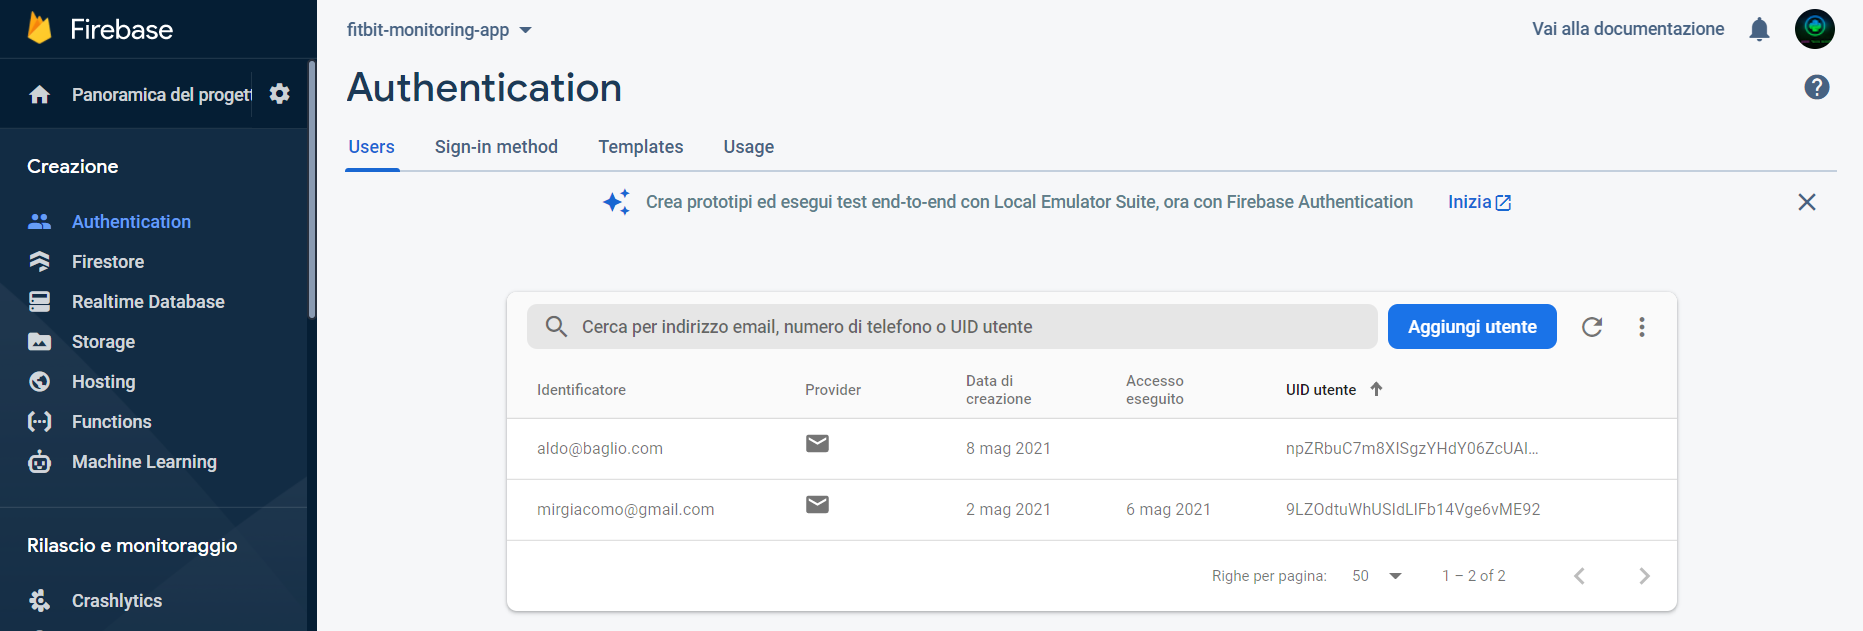 Firebase
Panoramica del proget
Creazione
Authentication
Firestore
Realtime Database
Storage
Hosting
Functions
Machine Learning
Rilascio e monitoraggio
Crashlytics
fitbit-monitoring-app
Vai alla documentazione
Authentication
Users Sign-in method Templates Usage
Crea prototipi ed esegui test end-to-end con Local Emulator Suite, ora con Firebase Authentication Inizia
Cerca per indirizzo email, numero di telefono o UID utente Aggiungi utente
Identificatore Provider Data di creazione Accesso eseguito UID utente
aldo@baglio.com 8 mag 2021 npZRbuC7m8XlSgzYHdY06ZcUAI...
mirgiacomo@gmail.com 2 mag 2021 6 mag 2021 9LZOdtuWhUSIdLIFb14Vge6vME92
Righe per pagina: 50 1 – 2 of 2